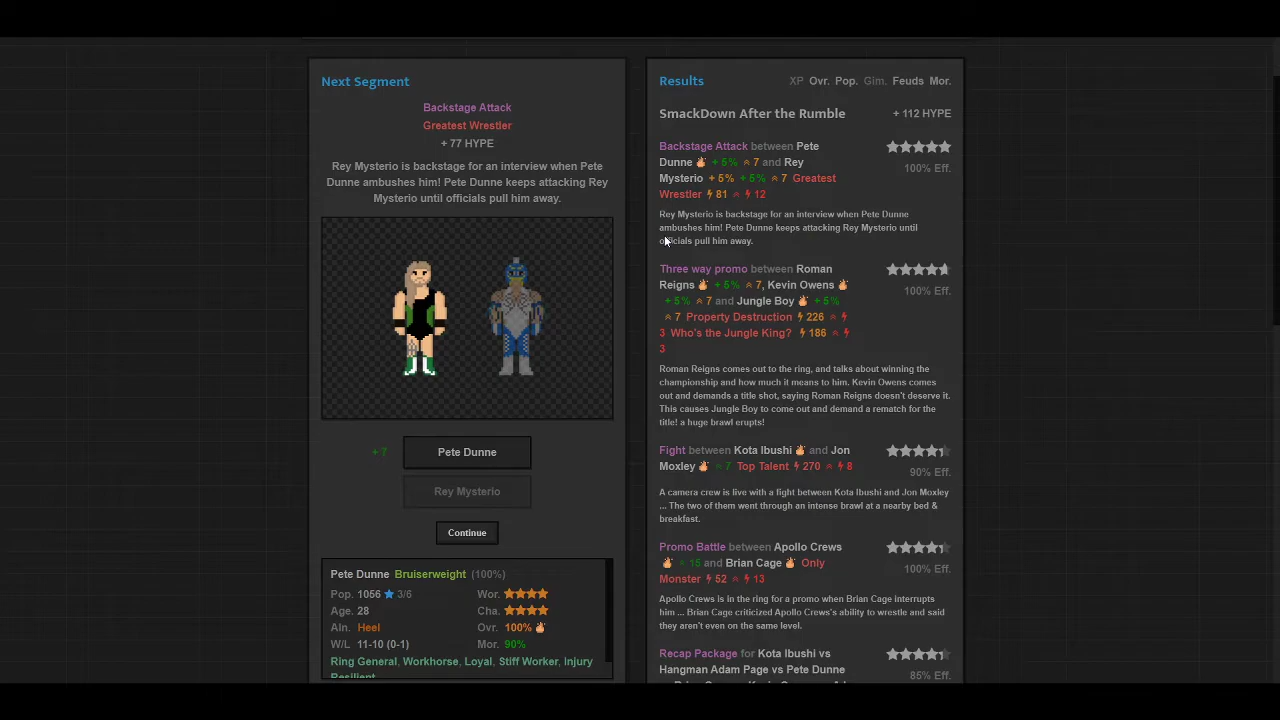 Next Segment
Backstage Attack
Greatest Wrestler
+ 77 HYPE
Rey Mysterio is backstage for an interview when Pete
Dunne ambushes him! Pete Dunne keeps attacking Rey
Mysterio until officials pull him away.
+ 7 Pete Dunne
Rey Mysterio
Continue
Pete Dunne Bruiserweight (100%)
Pop. 1056 3/6 Wor.
Age. 28 Cha.
Aln. Heel Ovr. 100%
W/L 11-10 (0-1) Mor. 90%
Ring General, Workhorse, Loyal, Stiff Worker, Injury
Resilient
Results XP Ovr. Pop. Gim. Feuds Mor.
SmackDown After the Rumble + 112 HYPE
Backstage Attack between Pete
Dunne + 5% 7 and Rey 100% Eff.
Mysterio + 5% + 5% 7 Greatest
Wrestler 81 12
Rey Mysterio is backstage for an interview when Pete Dunne
ambushes him! Pete Dunne keeps attacking Rey Mysterio until
officials pull him away.
Three way promo between Roman
Reigns + 5% 7, Kevin Owens 100% Eff.
+ 5% 7 and Jungle Boy + 5%
7 Property Destruction 226
3 Who's the Jungle King? 186
3
Roman Reigns comes out to the ring, and talks about winning the
championship and how much it means to him. Kevin Owens comes
out and demands a title shot, saying Roman Reigns doesn't deserve it.
This causes Jungle Boy to come out and demand a rematch for the
title! a huge brawl erupts!
Fight between Kota Ibushi and Jon
Moxley 7 Top Talent 270 8 90% Eff.
A camera crew is live with a fight between Kota Ibushi and Jon Moxley
... The two of them went through an intense brawl at a nearby bed &
breakfast.
Promo Battle between Apollo Crews
15 and Brian Cage Only 100% Eff.
Monster 52 13
Apollo Crews is in the ring for a promo when Brian Cage interrupts
him ... Brian Cage criticized Apollo Crews's ability to wrestle and said
they aren't even on the same level.
Recap Package for Kota Ibushi vs
Hangman Adam Page vs Pete Dunne 85% Eff.